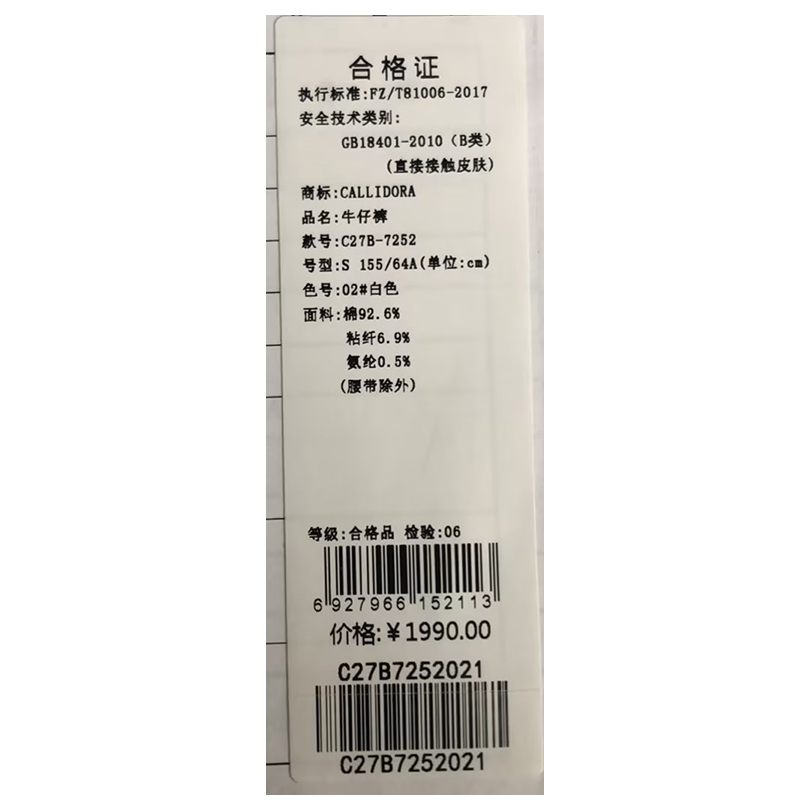 合格证
执行标准:FZ/T81006-2017
安全技术类别:
GB18401-2010（B类）
(直接接触皮肤)
商标:CALLIDORA
品名:牛仔裤
款号:C27B-7252
号型:S 155/64A(单位:cm)
色号:02#白色
面料:棉92.6%
粘纤6.9%
氨纶0.5%
(腰带除外)
等级:合格品 检验:06
6 927966 152113
价格:¥1990.00
C27B7252021
C27B7252021